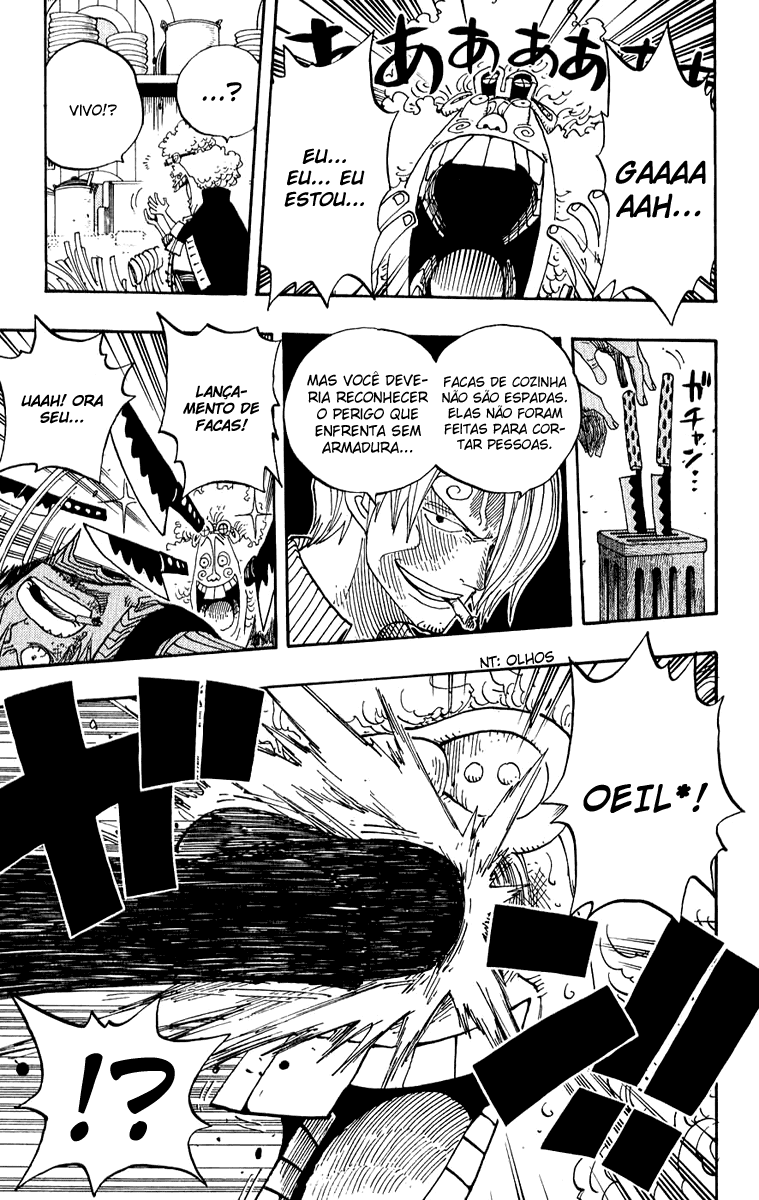 ああああああ
GAAAA
AAH...
EU...
EU... EU
ESTOU...
...?
VIVO!?
ガチャン...
FACAS DE COZINHA
NÃO SÃO ESPADAS.
ELAS NÃO FORAM
FEITAS PARA COR-
TAR PESSOAS.
MAS VOCÊ DEVE-
RIA RECONHECER
O PERIGO QUE
ENFRENTA SEM
ARMADURA...
LANÇA-
MENTO DE
FACAS!
UAAH! ORA
SEU...
NT: OLHOS
OEIL*!
!?